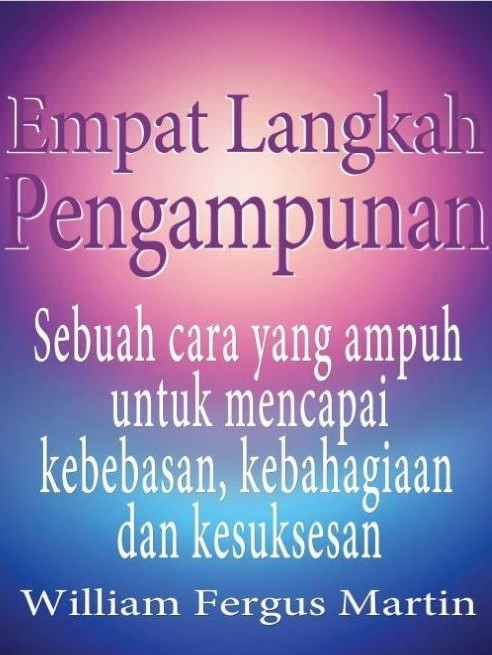 Empat Langkah
Pengampunan
Sebuah cara yang ampuh
untuk mencapai
kebebasan, kebahagiaan
dan kesuksesan
William Fergus Martin